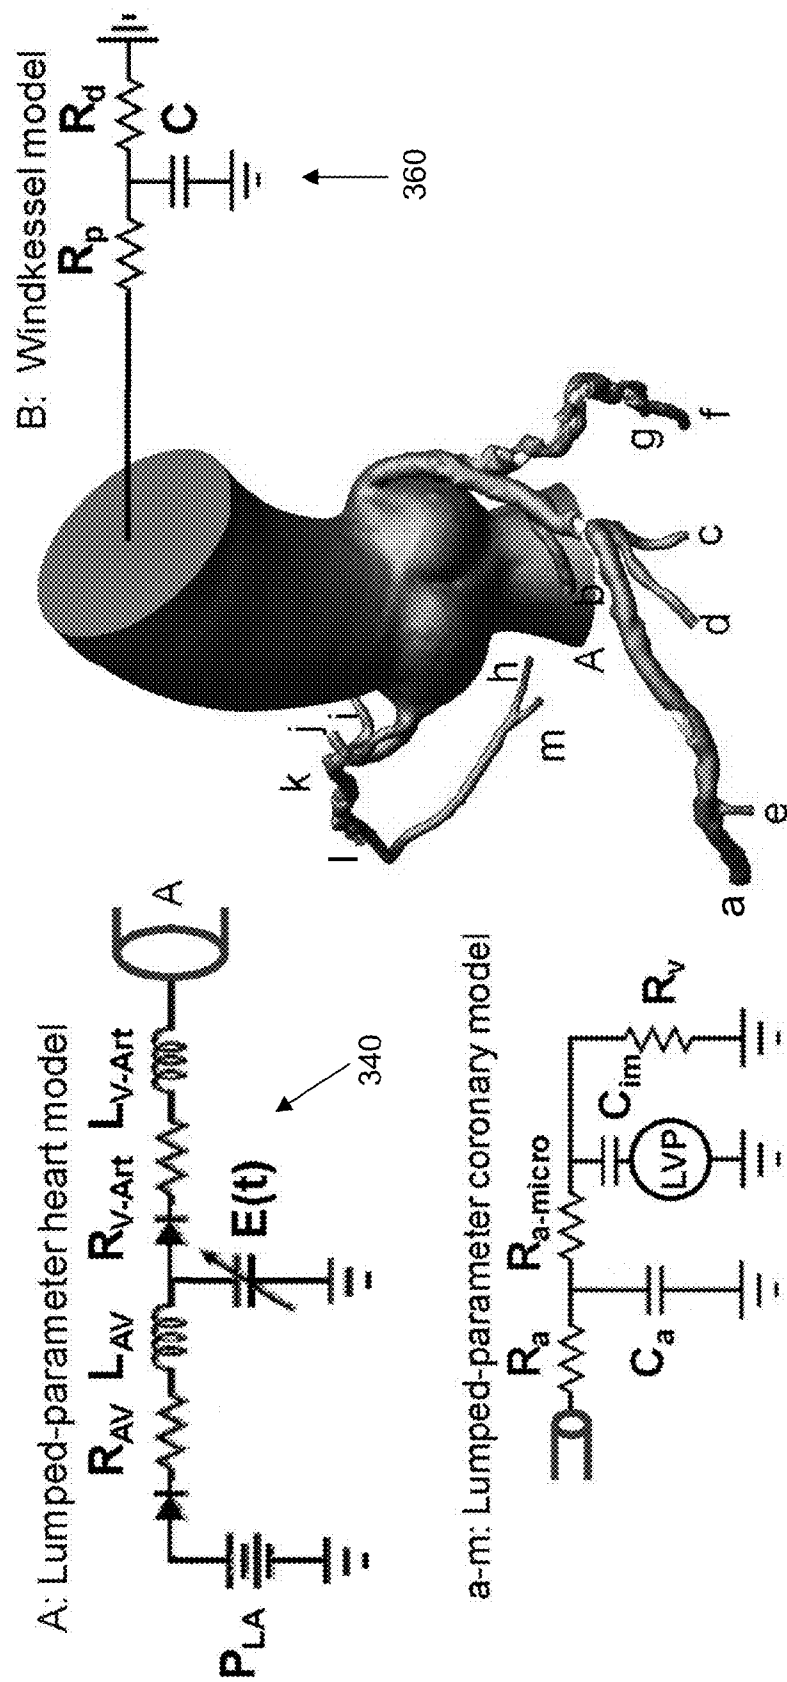 A: Lumped-parameter heart model
R_AV L_AV R_V-Art L_V-Art
A
P_LA
E(t)
340
B: Windkessel model
R_p R_d
C
360
a-m: Lumped-parameter coronary model
R_a R_a-micro
C_a
C_im
R_v
LVP
k
j
i
l
h
m
A
b
g
f
c
d
e
a